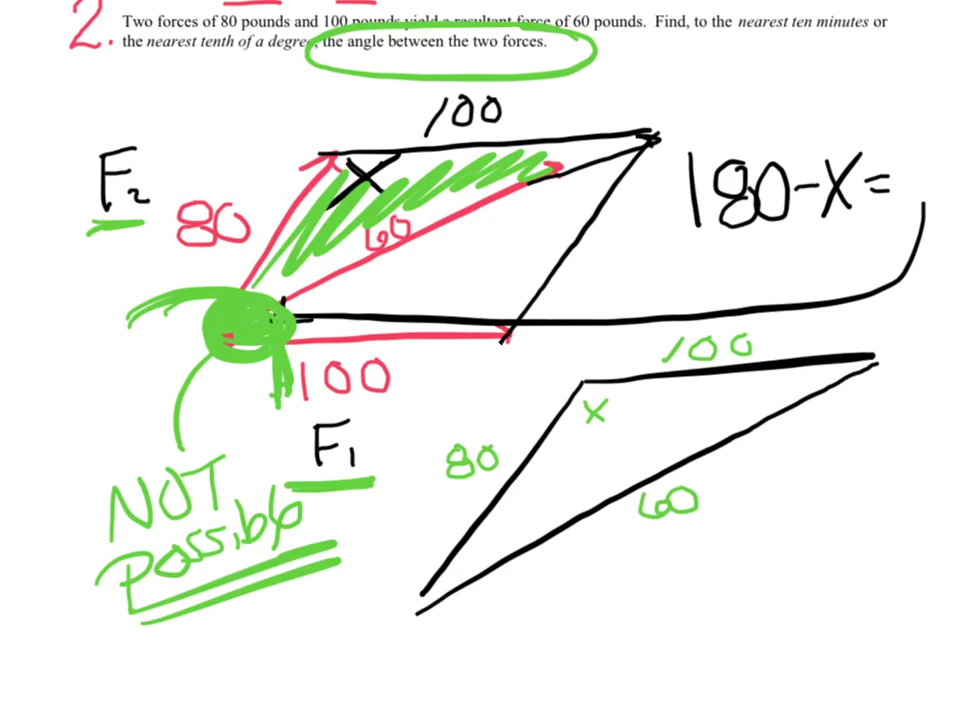 2. Two forces of 80 pounds and 100 pounds yield a resultant force of 60 pounds. Find, to the nearest ten minutes or
the nearest tenth of a degree, the angle between the two forces.
100
F2
X
180-X=
80
60
100
100
F1
X
80
60
NOT
Possible